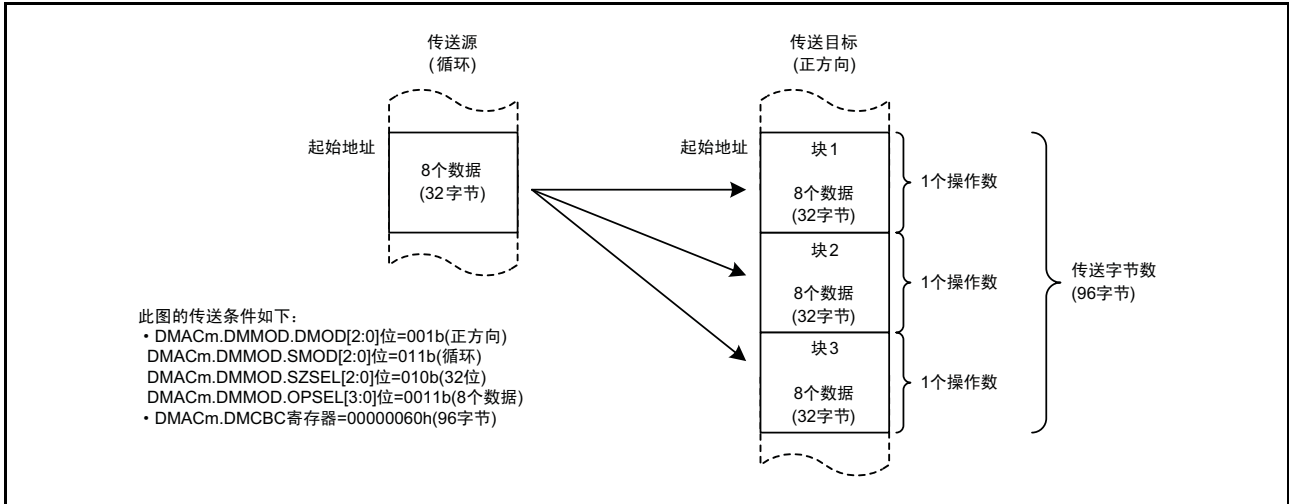 传送源
(循环)
传送目标
(正方向)
起始地址
8个数据
(32字节)
起始地址
块1
8个数据
(32字节)
1个操作数
块2
8个数据
(32字节)
1个操作数
块3
8个数据
(32字节)
1个操作数
传送字节数
(96字节)
此图的传送条件如下：
•DMACm.DMMOD.DMOD[2:0]位=001b(正方向)
DMACm.DMMOD.SMOD[2:0]位=011b(循环)
DMACm.DMMOD.SZSEL[2:0]位=010b(32位)
DMACm.DMMOD.OPSEL[3:0]位=0011b(8个数据)
•DMACm.DMCBC寄存器=00000060h(96字节)